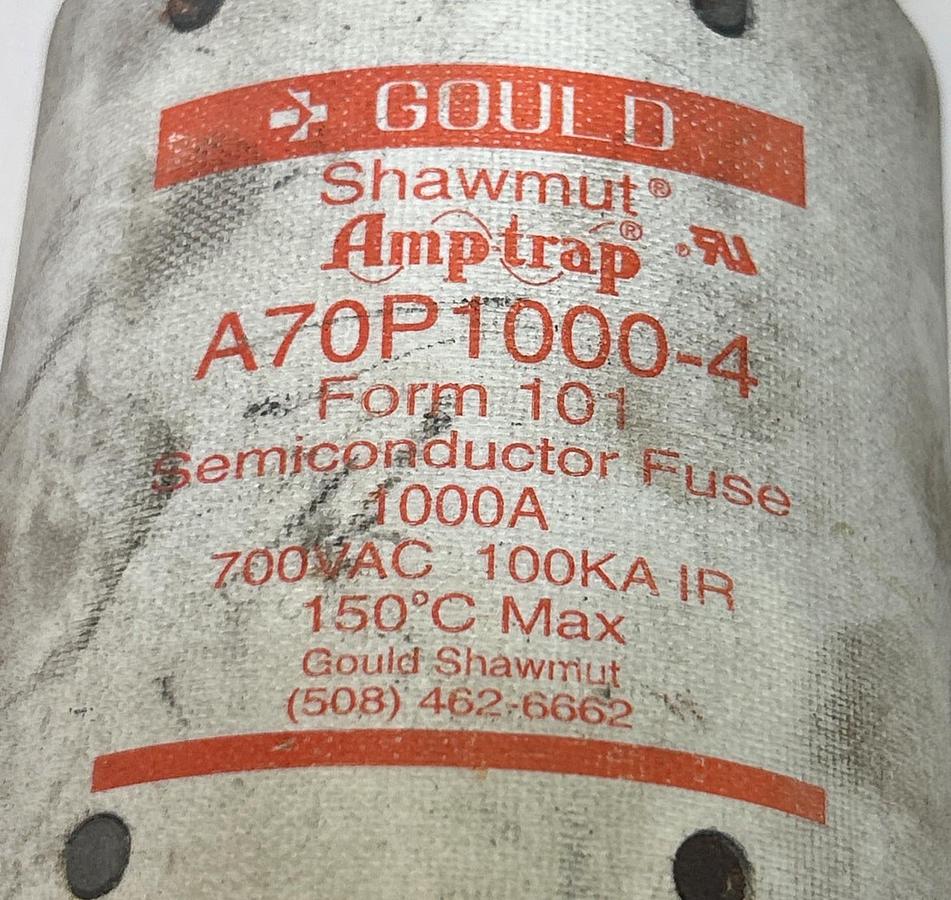 GOULD
Shawmut®
Amp-trap®
A70P1000-4
Form 101
Semiconductor Fuse
1000A
700VAC 100KA IR
150°C Max
Gould Shawmut
(508) 462-6662